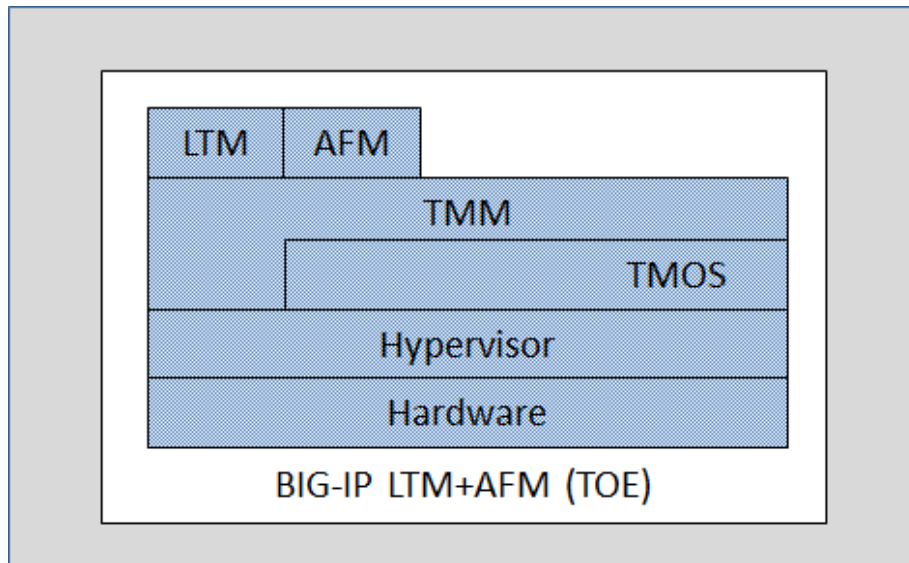 LTM AFM
TMM
TMOS
Hypervisor
Hardware
BIG-IP LTM+AFM (TOE)